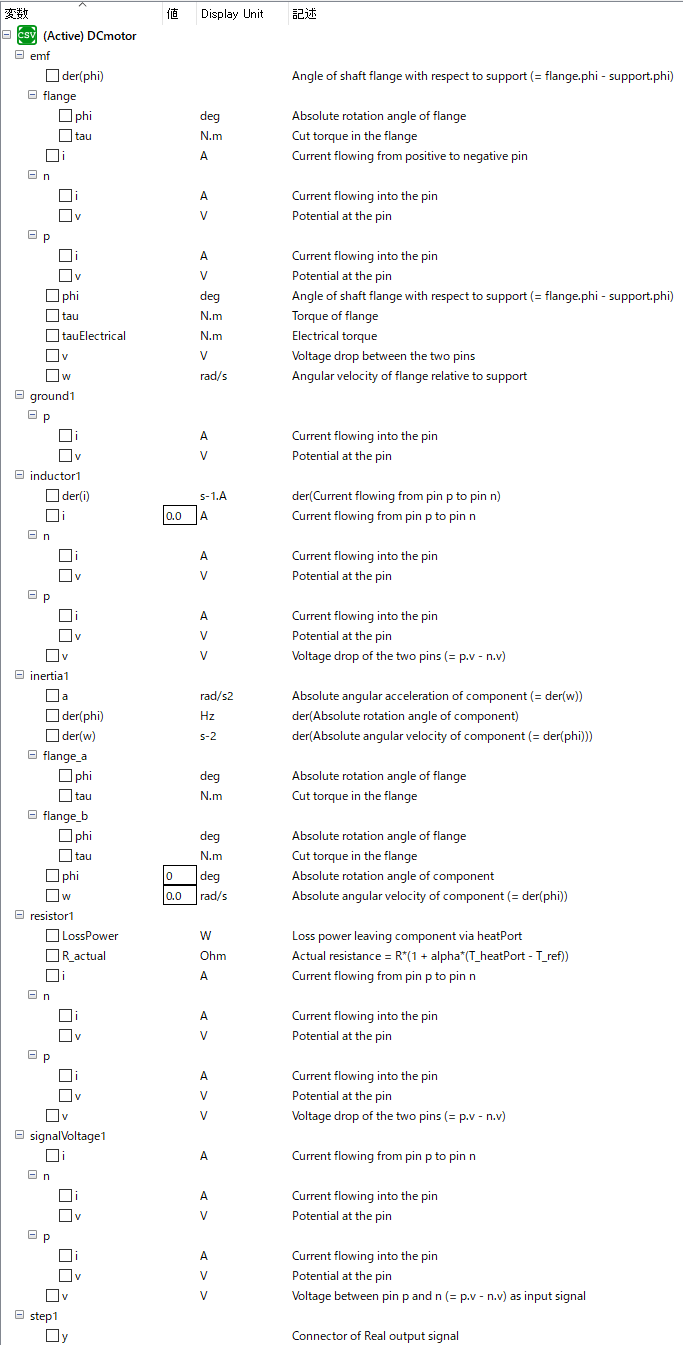 変数 値 Display Unit 記述
CSV (Active) DCmotor
emf
der(phi) Angle of shaft flange with respect to support (= flange.phi - support.phi)
flange
phi deg Absolute rotation angle of flange
tau N.m Cut torque in the flange
i A Current flowing from positive to negative pin
n
i A Current flowing into the pin
v V Potential at the pin
p
i A Current flowing into the pin
v V Potential at the pin
phi deg Angle of shaft flange with respect to support (= flange.phi - support.phi)
tau N.m Torque of flange
tauElectrical N.m Electrical torque
v V Voltage drop between the two pins
w rad/s Angular velocity of flange relative to support
ground1
p
i A Current flowing into the pin
v V Potential at the pin
inductor1
der(i) s-1.A der(Current flowing from pin p to pin n)
i 0.0 A Current flowing from pin p to pin n
n
i A Current flowing into the pin
v V Potential at the pin
p
i A Current flowing into the pin
v V Potential at the pin
v V Voltage drop of the two pins (= p.v - n.v)
inertia1
a rad/s2 Absolute angular acceleration of component (= der(w))
der(phi) Hz der(Absolute rotation angle of component)
der(w) s-2 der(Absolute angular velocity of component (= der(phi)))
flange_a
phi deg Absolute rotation angle of flange
tau N.m Cut torque in the flange
flange_b
phi deg Absolute rotation angle of flange
tau N.m Cut torque in the flange
phi 0 deg Absolute rotation angle of component
w 0.0 rad/s Absolute angular velocity of component (= der(phi))
resistor1
LossPower W Loss power leaving component via heatPort
R_actual Ohm Actual resistance = R*(1 + alpha*(T_heatPort - T_ref))
i A Current flowing from pin p to pin n
n
i A Current flowing into the pin
v V Potential at the pin
p
i A Current flowing into the pin
v V Potential at the pin
v V Voltage drop of the two pins (= p.v - n.v)
signalVoltage1
i A Current flowing from pin p to pin n
n
i A Current flowing into the pin
v V Potential at the pin
p
i A Current flowing into the pin
v V Potential at the pin
v V Voltage between pin p and n (= p.v - n.v) as input signal
step1
y Connector of Real output signal